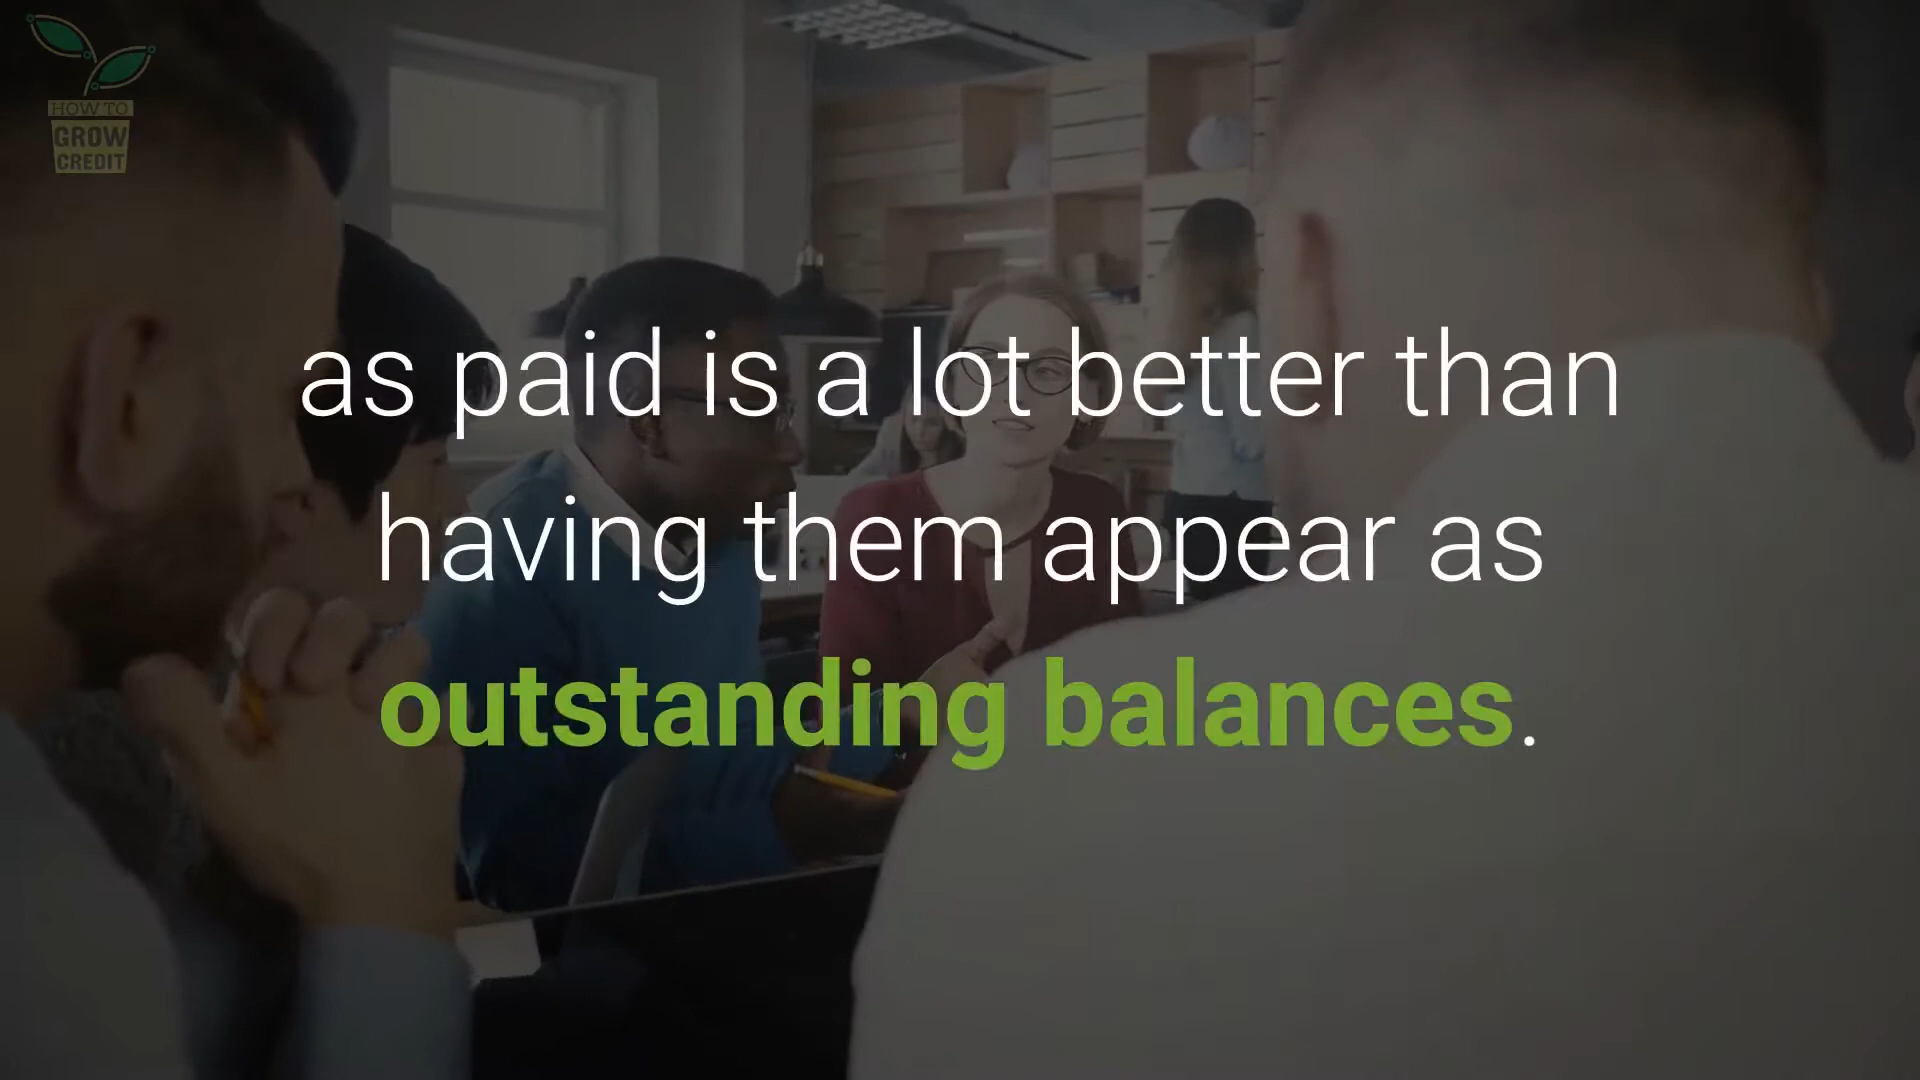 HOW TO
GROW
CREDIT
as paid is a lot better than
having them appear as
outstanding balances.